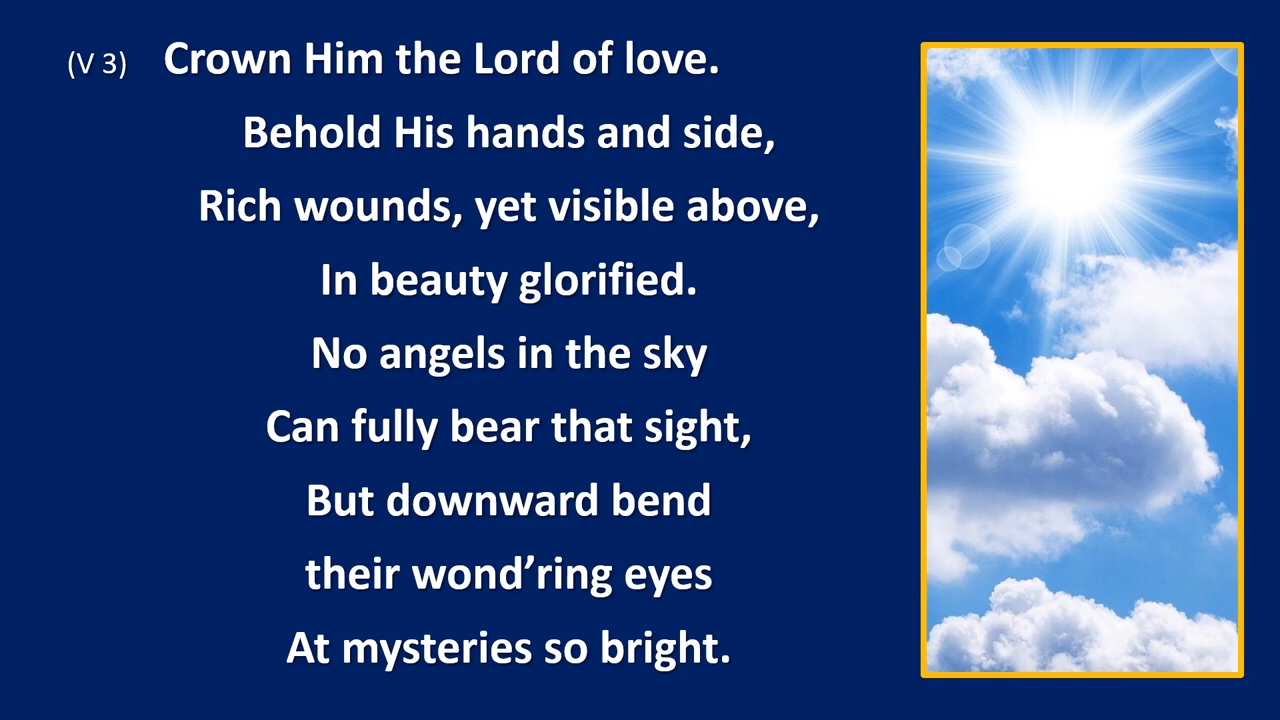 (V 3) Crown Him the Lord of love.
Behold His hands and side,
Rich wounds, yet visible above,
In beauty glorified.
No angels in the sky
Can fully bear that sight,
But downward bend
their wond’ring eyes
At mysteries so bright.